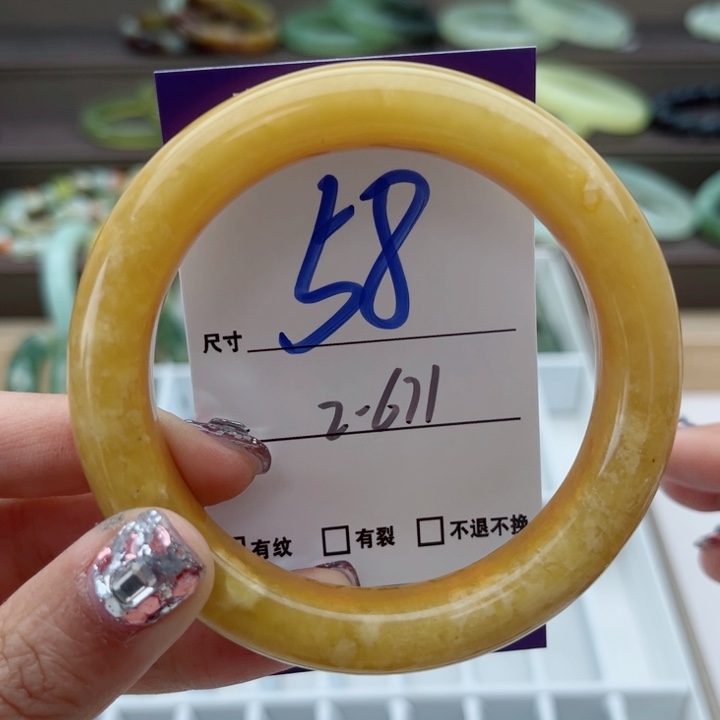 58
尺寸
2-671
有纹 □有裂 □不退不换